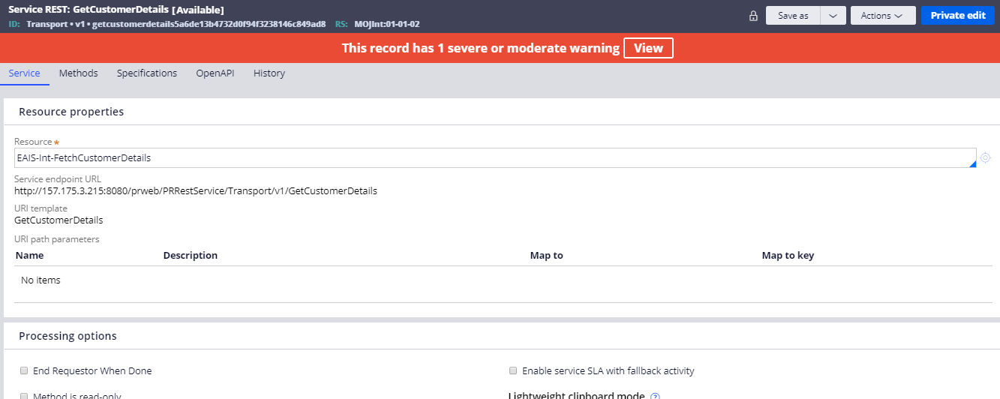 Service REST: GetCustomerDetails [Available]
ID: Transport • v1 • getcustomerdetails5a6de13b4732d0f94f3238146c849ad8 RS: MOJInt:01-01-02
Save as
Actions
Private edit
This record has 1 severe or moderate warning View
Service Methods Specifications OpenAPI History
Resource properties
Resource *
EAIS-Int-FetchCustomerDetails
Service endpoint URL
http://157.175.3.215:8080/prweb/PRRestService/Transport/v1/GetCustomerDetails
URI template
GetCustomerDetails
URI path parameters
Name Description Map to Map to key
No items
Processing options
End Requestor When Done Enable service SLA with fallback activity
Method is read-only Lightweight clipboard mode ?